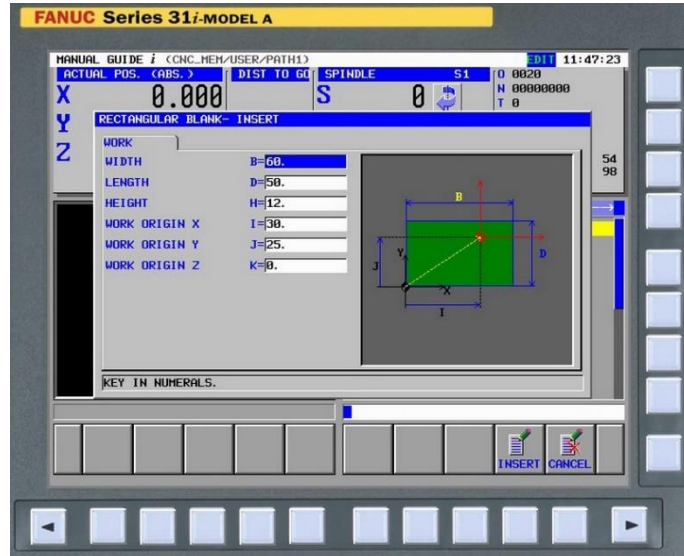 FANUC Series 31i-MODEL A
MANUAL GUIDE i (CNC_MEM/USER/PATH1) EDIT 11:47:23
ACTUAL POS. (ABS.) DIST TO GO SPINDLE S1 O 0020
N 00000000
X 0.000 S 0 T 0
Y
Z
54
98
RECTANGULAR BLANK- INSERT
WORK
WIDTH B=60.
LENGTH D=50.
HEIGHT H=12.
WORK ORIGIN X I=30.
WORK ORIGIN Y J=25.
WORK ORIGIN Z K=0.
B
D
Y
J
X
I
KEY IN NUMERALS.
INSERT CANCEL